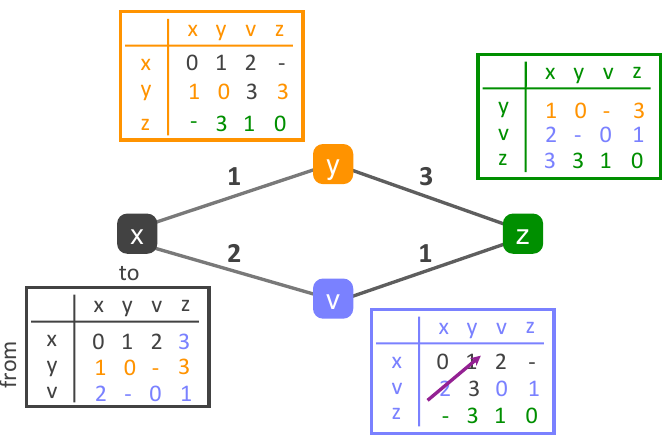 x y v z
x 0 1 2 -
y 1 0 3 3
z - 3 1 0
x y v z
y 1 0 - 3
v 2 - 0 1
z 3 3 1 0
y
1
3
x
z
2
1
v
to
from
x y v z
x 0 1 2 3
y 1 0 - 3
v 2 - 0 1
x y v z
x 0 1 2 -
v 2 3 0 1
z - 3 1 0